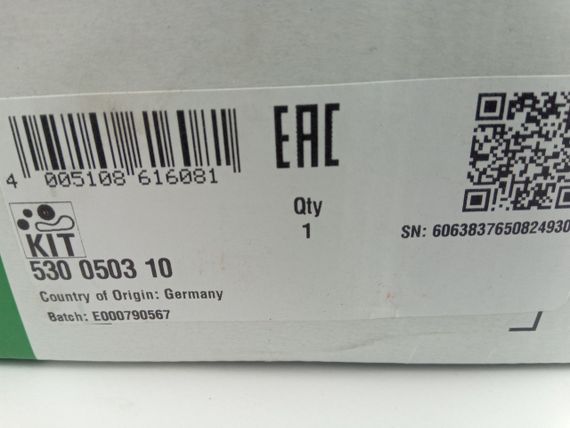 EAC
4 005108 616081
Qty
1
SN: 6063837650824930
KIT
530 0503 10
Country of Origin: Germany
Batch: E000790567